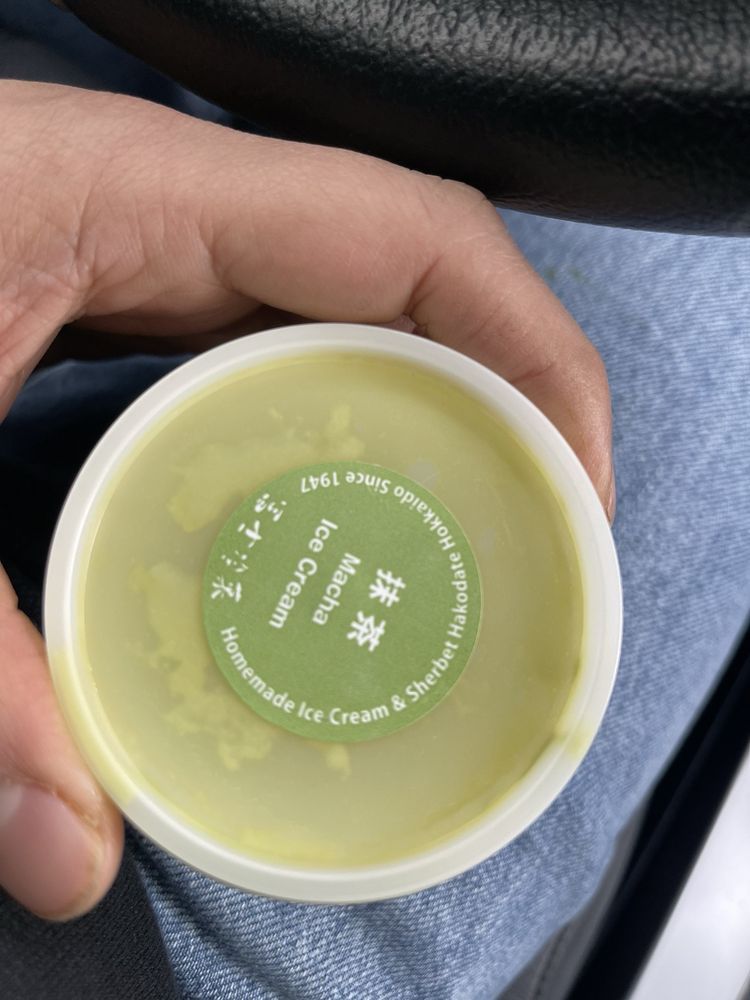 抹茶
Macha
Ice Cream
Homemade Ice Cream & Sherbet Hakodate Hokkaido Since 1947